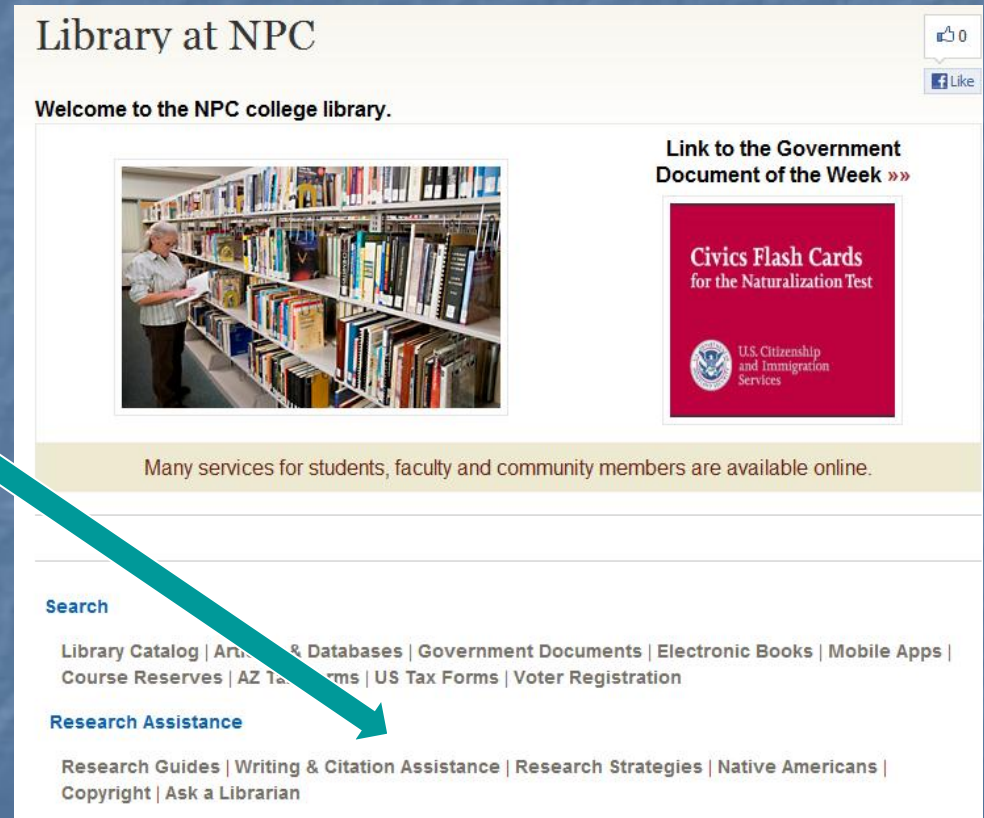 Library at NPC
0
Like
Welcome to the NPC college library.
Link to the Government
Document of the Week »»
Civics Flash Cards
for the Naturalization Test
U.S. Citizenship
and Immigration
Services
Many services for students, faculty and community members are available online.
Search
Library Catalog | & Databases | Government Documents | Electronic Books | Mobile Apps |
Course Reserves | AZ | US Tax Forms | Voter Registration
Research Assistance
Research Guides | Writing & Citation Assistance | Research Strategies | Native Americans |
Copyright | Ask a Librarian